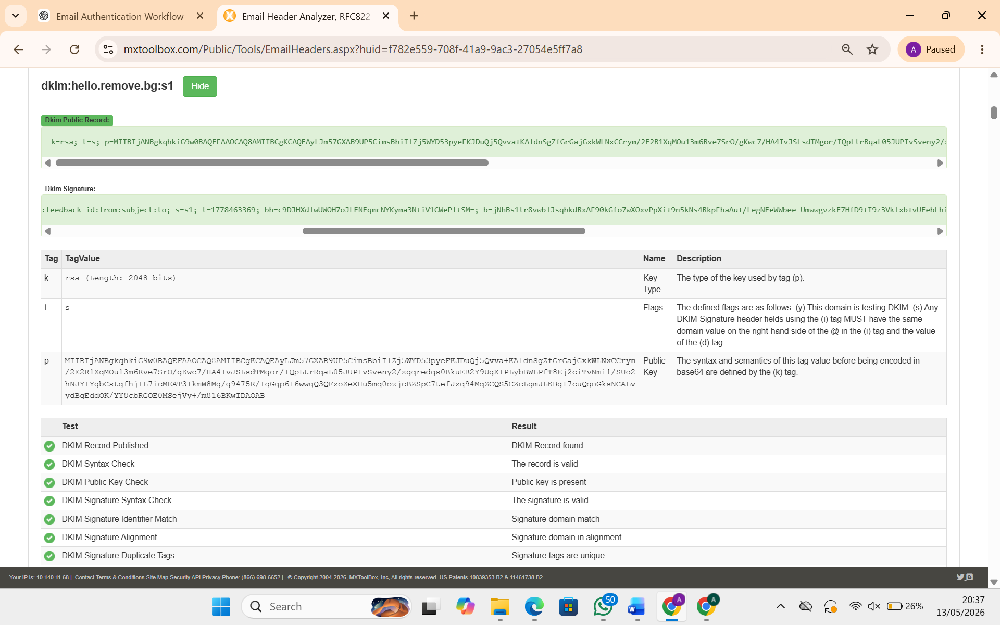 Email Authentication Workflow
Email Header Analyzer, RFC822
mxtoolbox.com/Public/Tools/EmailHeaders.aspx?huid=f782e559-708f-41a9-9ac3-27054e5ff7a8
A Paused
dkim:hello.remove.bg:s1 Hide
Dkim Public Record:
k=rsa; t=s; p=MIIBIjANBgkqhkiG9w0BAQEFAAOCAQ8AMIIBCgKCAQEAyLJm57GXAB9UP5CimsBbiIlZj5WYD53pyeFKJDuQj5Qvva+KAldnSgZfGrGajGxkWLNxCCrym/2E2R1XqMOu13m6Rve7SrO/gKwc7/HA4IvJSLsdTMgor/IQpLtrRqaL05JUPIvSveny2/
Dkim Signature:
:feedback-id:from:subject:to; s=s1; t=1778463369; bh=c9DJHXdlwUWOH7oJLENEqmcNYKyma3N+iV1CWePl+SM=; b=jNhBs1tr8vwblJsqbkdRxAF90kGfo7wXOxvPpXi+9n5kNs4RkpFhaAu+/LegNEeWWbee UmwwgvzkE7HfD9+I9z3Vklxb+vUEebLhi
Tag TagValue Name Description
k rsa (Length: 2048 bits) Key Type The type of the key used by tag (p).
t s Flags The defined flags are as follows: (y) This domain is testing DKIM. (s) Any
DKIM-Signature header fields using the (i) tag MUST have the same
domain value on the right-hand side of the @ in the (i) tag and the value
of the (d) tag.
p MIIBIjANBgkqhkiG9w0BAQEFAAOCAQ8AMIIBCgKCAQEAyLJm57GXAB9UP5CimsBbiIlZj5WYD53pyeFKJDuQj5Qvva+KAldnSgZfGrGajGxkWLNxCCrym
/2E2R1XqMOu13m6Rve7SrO/gKwc7/HA4IvJSLsdTMgor/IQpLtrRqaL05JUPIvSveny2/xgqredqs0BkuEB2Y9UgX+PLybBWLPfT8Ej2ciTvNmi1/SUo2
hNJYIYgbCstgfhj+L7icMEAT3+kmW8Mg/g9475R/IqGgp6+6wwgQ3QFzoZeXHu5mq0ozjcBZSpC7tefJzq94MqZCQS5CZcLgmJLKBgI7cuQqoGksNCALv
ydBqEddOK/YY8cbRGOE0MSejVy+/m816BKwIDAQAB
Public Key
The syntax and semantics of this tag value before being encoded in
base64 are defined by the (k) tag.
Test Result
DKIM Record Published DKIM Record found
DKIM Syntax Check The record is valid
DKIM Public Key Check Public key is present
DKIM Signature Syntax Check The signature is valid
DKIM Signature Identifier Match Signature domain match
DKIM Signature Alignment Signature domain in alignment.
DKIM Signature Duplicate Tags Signature tags are unique
Your IP is: 10.140.11.68 | Contact Terms & Conditions Site Map Security API Privacy Phone: (866)-698-6652 | © Copyright 2004-2026, MXToolBox, Inc, All rights reserved. US Patents 10839353 B2 & 11461738 B2
Search
50
26%
20:37
13/05/2026